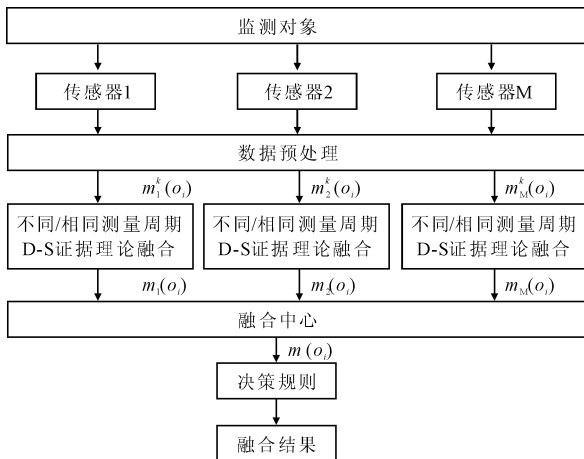 监测对象
传感器1 传感器2 传感器M
数据预处理
m_1^k(o_i) m_2^k(o_i) m_M^k(o_i)
不同/相同测量周期 不同/相同测量周期 不同/相同测量周期
D-S证据理论融合 D-S证据理论融合 D-S证据理论融合
m_1(o_i) m_2(o_i) m_M(o_i)
融合中心
m(o_i)
决策规则
融合结果